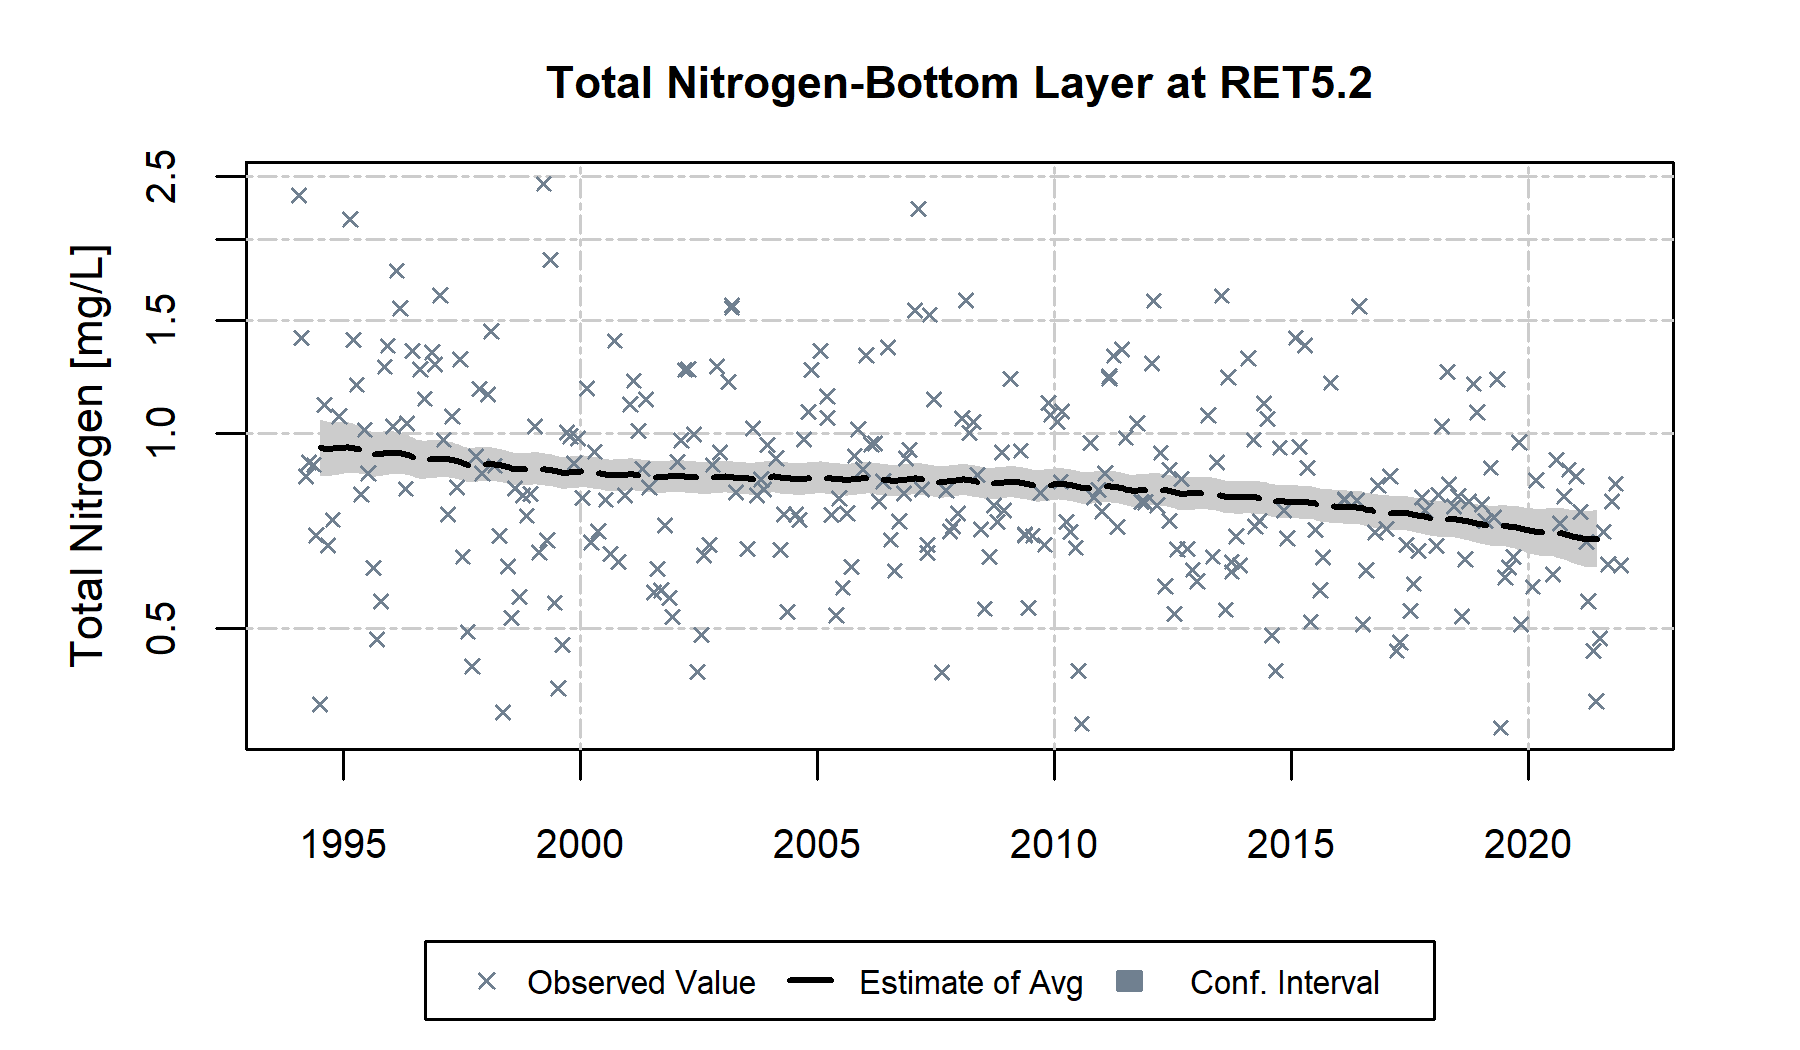 Total Nitrogen-Bottom Layer at RET5.2
Total Nitrogen [mg/L]
2.5
1.5
1.0
0.5
1995 2000 2005 2010 2015 2020
Observed Value Estimate of Avg Conf. Interval